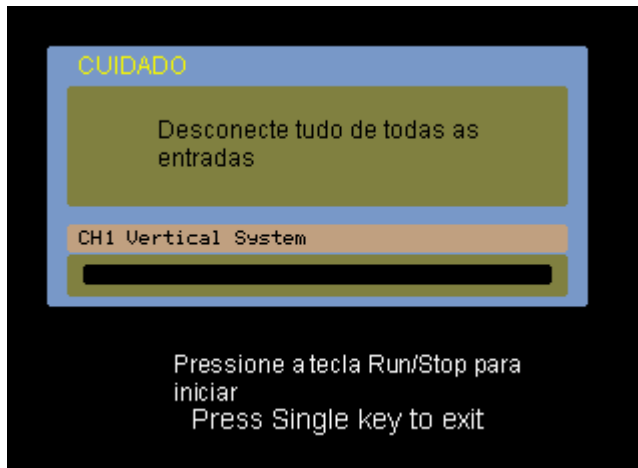 CUIDADO
Desconecte tudo de todas as
entradas
CH1 Vertical System
Pressione a tecla Run/Stop para
iniciar
Press Single key to exit